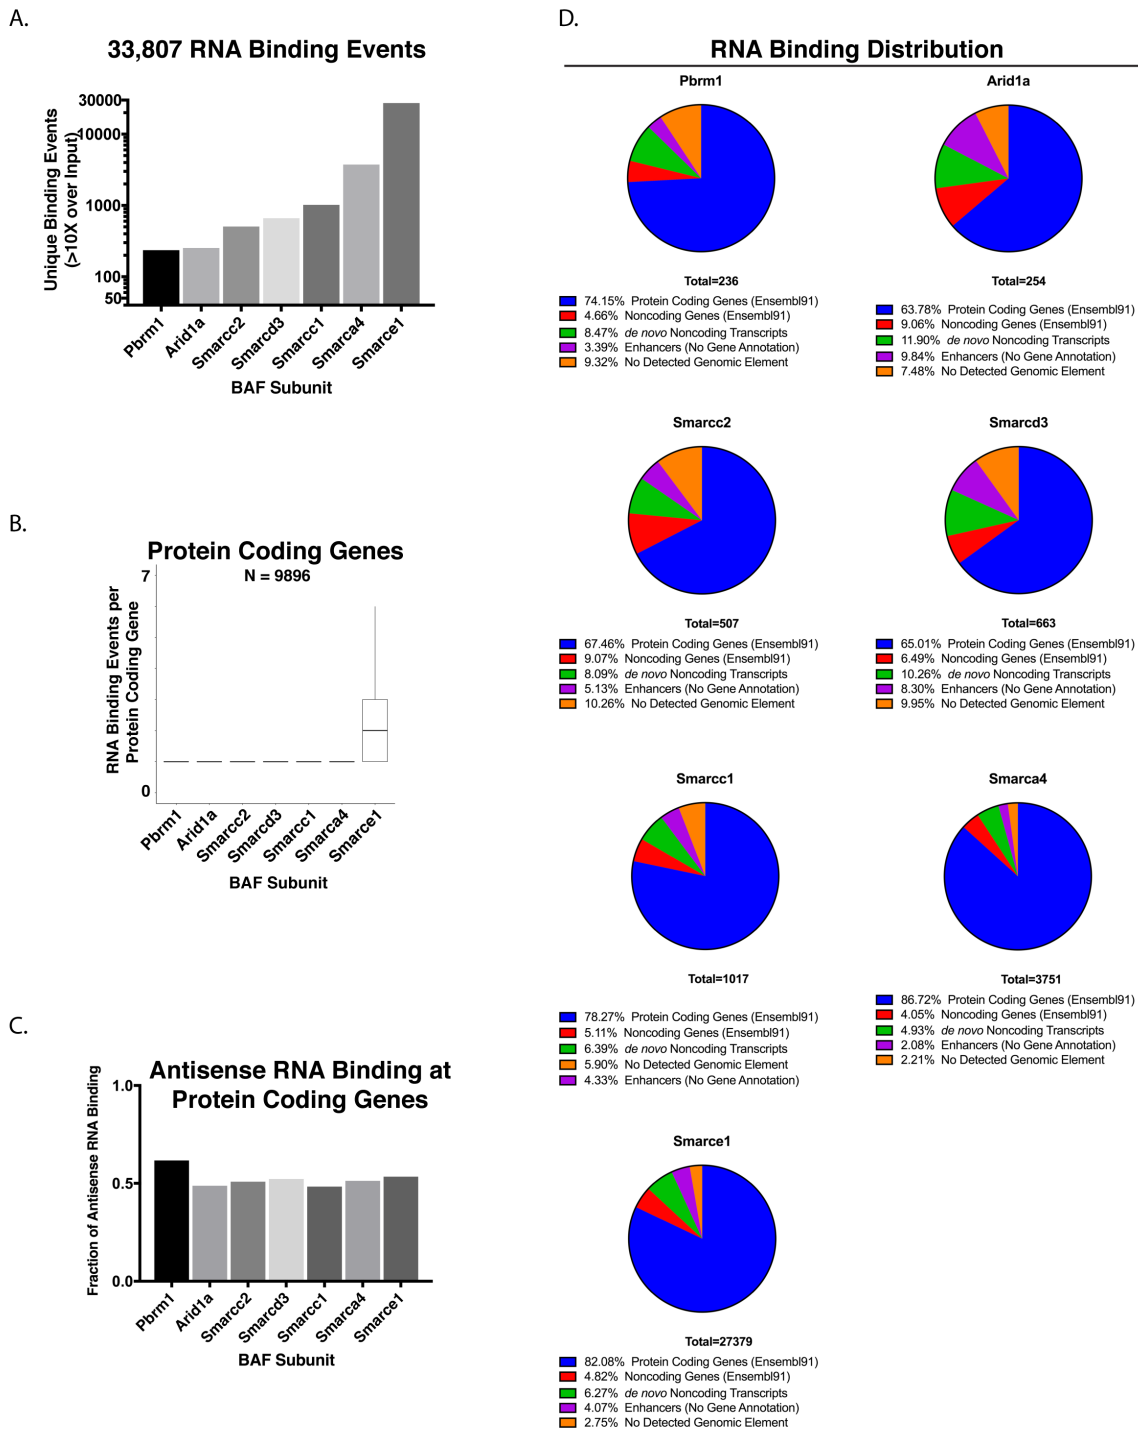 A.
33,807 RNA Binding Events
Unique Binding Events
(>10X over Input)
30000
10000
1000
100
50
Pbrm1
Arid1a
Smarcc2
Smarcd3
Smarcc1
Smarca4
Smarce1
BAF Subunit
B.
Protein Coding Genes
N = 9896
RNA Binding Events per
Protein Coding Gene
7
0
Pbrm1
Arid1a
Smarcc2
Smarcd3
Smarcc1
Smarca4
Smarce1
BAF Subunit
C.
Antisense RNA Binding at
Protein Coding Genes
Fraction of Antisense RNA Binding
1.0
0.5
0.0
Pbrm1
Arid1a
Smarcc2
Smarcd3
Smarcc1
Smarca4
Smarce1
BAF Subunit
D.
RNA Binding Distribution
Pbrm1
Total=236
74.15% Protein Coding Genes (Ensembl91)
4.66% Noncoding Genes (Ensembl91)
8.47% de novo Noncoding Transcripts
3.39% Enhancers (No Gene Annotation)
9.32% No Detected Genomic Element
Arid1a
Total=254
63.78% Protein Coding Genes (Ensembl91)
9.06% Noncoding Genes (Ensembl91)
11.90% de novo Noncoding Transcripts
9.84% Enhancers (No Gene Annotation)
7.48% No Detected Genomic Element
Smarcc2
Total=507
67.46% Protein Coding Genes (Ensembl91)
9.07% Noncoding Genes (Ensembl91)
8.09% de novo Noncoding Transcripts
5.13% Enhancers (No Gene Annotation)
10.26% No Detected Genomic Element
Smarcd3
Total=663
65.01% Protein Coding Genes (Ensembl91)
6.49% Noncoding Genes (Ensembl91)
10.26% de novo Noncoding Transcripts
8.30% Enhancers (No Gene Annotation)
9.95% No Detected Genomic Element
Smarcc1
Total=1017
78.27% Protein Coding Genes (Ensembl91)
5.11% Noncoding Genes (Ensembl91)
6.39% de novo Noncoding Transcripts
5.90% No Detected Genomic Element
4.33% Enhancers (No Gene Annotation)
Smarca4
Total=3751
86.72% Protein Coding Genes (Ensembl91)
4.05% Noncoding Genes (Ensembl91)
4.93% de novo Noncoding Transcripts
2.08% Enhancers (No Gene Annotation)
2.21% No Detected Genomic Element
Smarce1
Total=27379
82.08% Protein Coding Genes (Ensembl91)
4.82% Noncoding Genes (Ensembl91)
6.27% de novo Noncoding Transcripts
4.07% Enhancers (No Gene Annotation)
2.75% No Detected Genomic Element